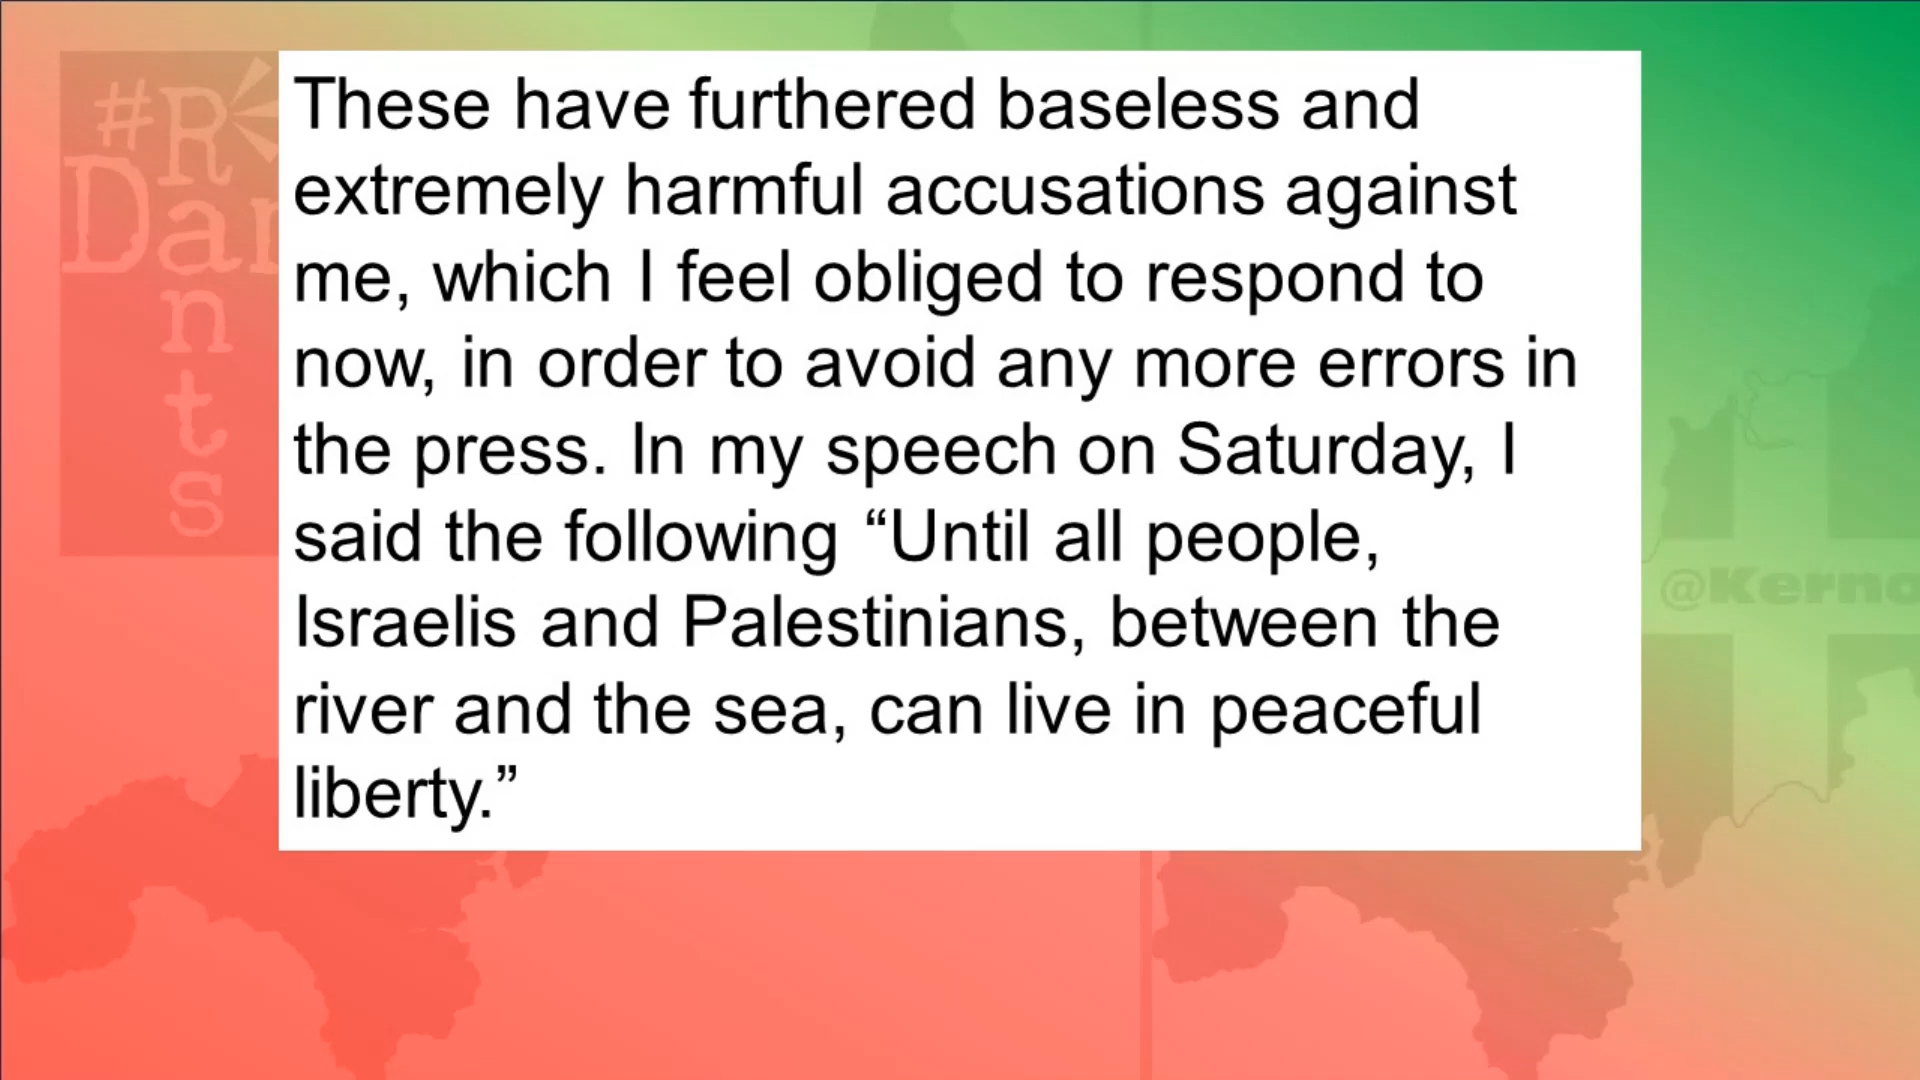 #R
Dan
n
t
s
These have furthered baseless and
extremely harmful accusations against
me, which I feel obliged to respond to
now, in order to avoid any more errors in
the press. In my speech on Saturday, I
said the following “Until all people,
Israelis and Palestinians, between the
river and the sea, can live in peaceful
liberty.”
@Kerno